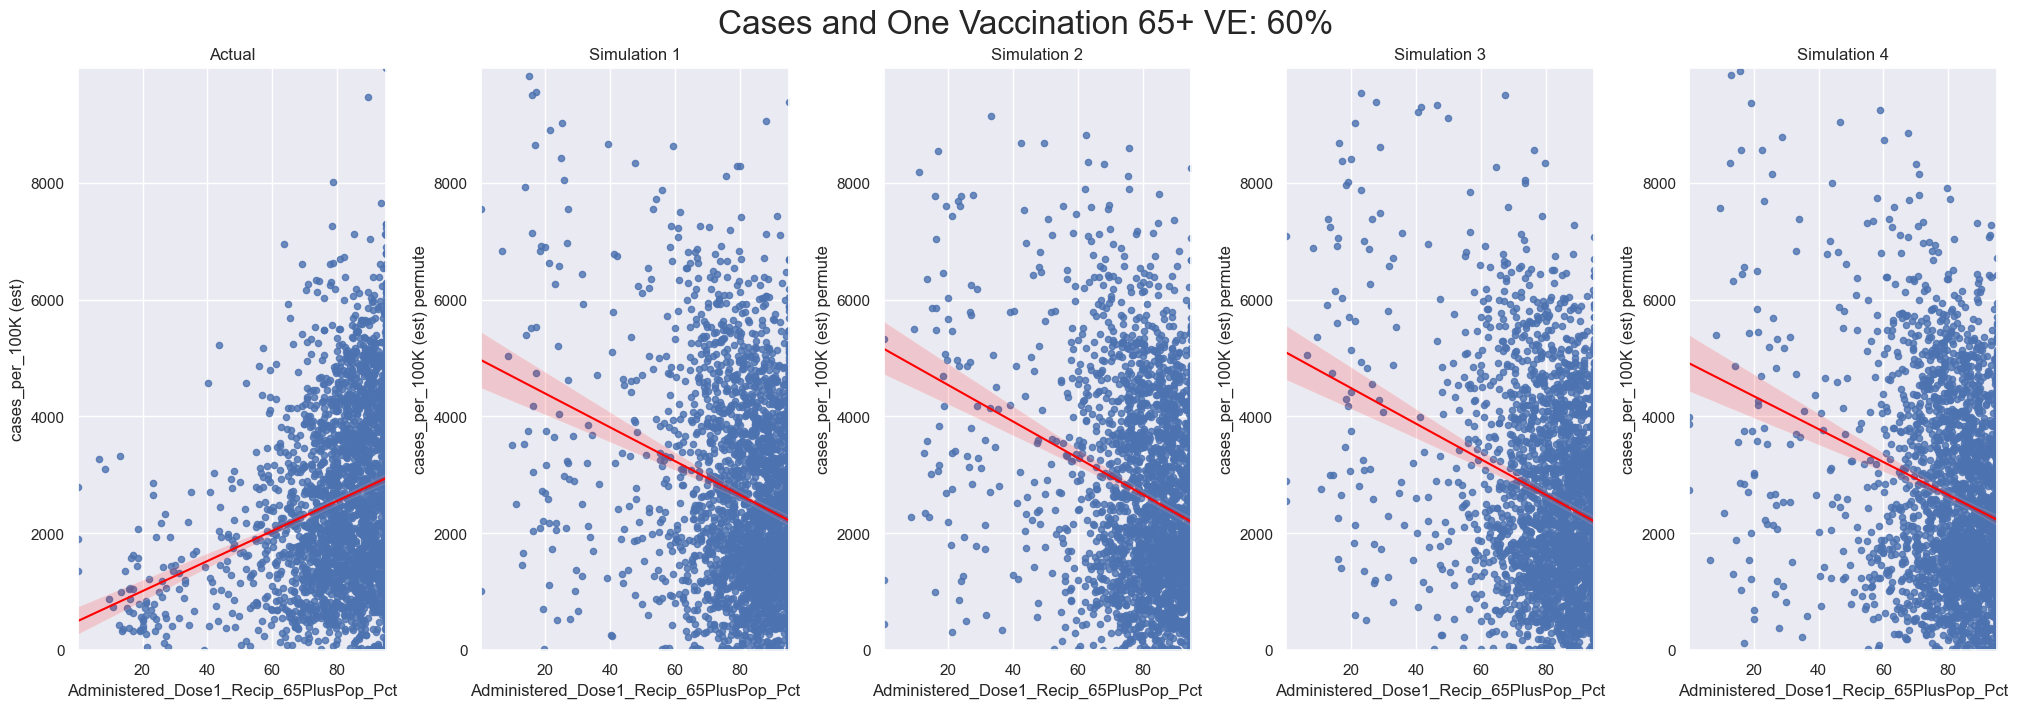 Cases and One Vaccination 65+ VE: 60%
Actual
cases_per_100K (est)
8000
6000
4000
2000
0
20 40 60 80
Administered_Dose1_Recip_65PlusPop_Pct
Simulation 1
cases_per_100K (est) permute
8000
6000
4000
2000
0
20 40 60 80
Administered_Dose1_Recip_65PlusPop_Pct
Simulation 2
cases_per_100K (est) permute
8000
6000
4000
2000
0
20 40 60 80
Administered_Dose1_Recip_65PlusPop_Pct
Simulation 3
cases_per_100K (est) permute
8000
6000
4000
2000
0
20 40 60 80
Administered_Dose1_Recip_65PlusPop_Pct
Simulation 4
cases_per_100K (est) permute
8000
6000
4000
2000
0
20 40 60 80
Administered_Dose1_Recip_65PlusPop_Pct